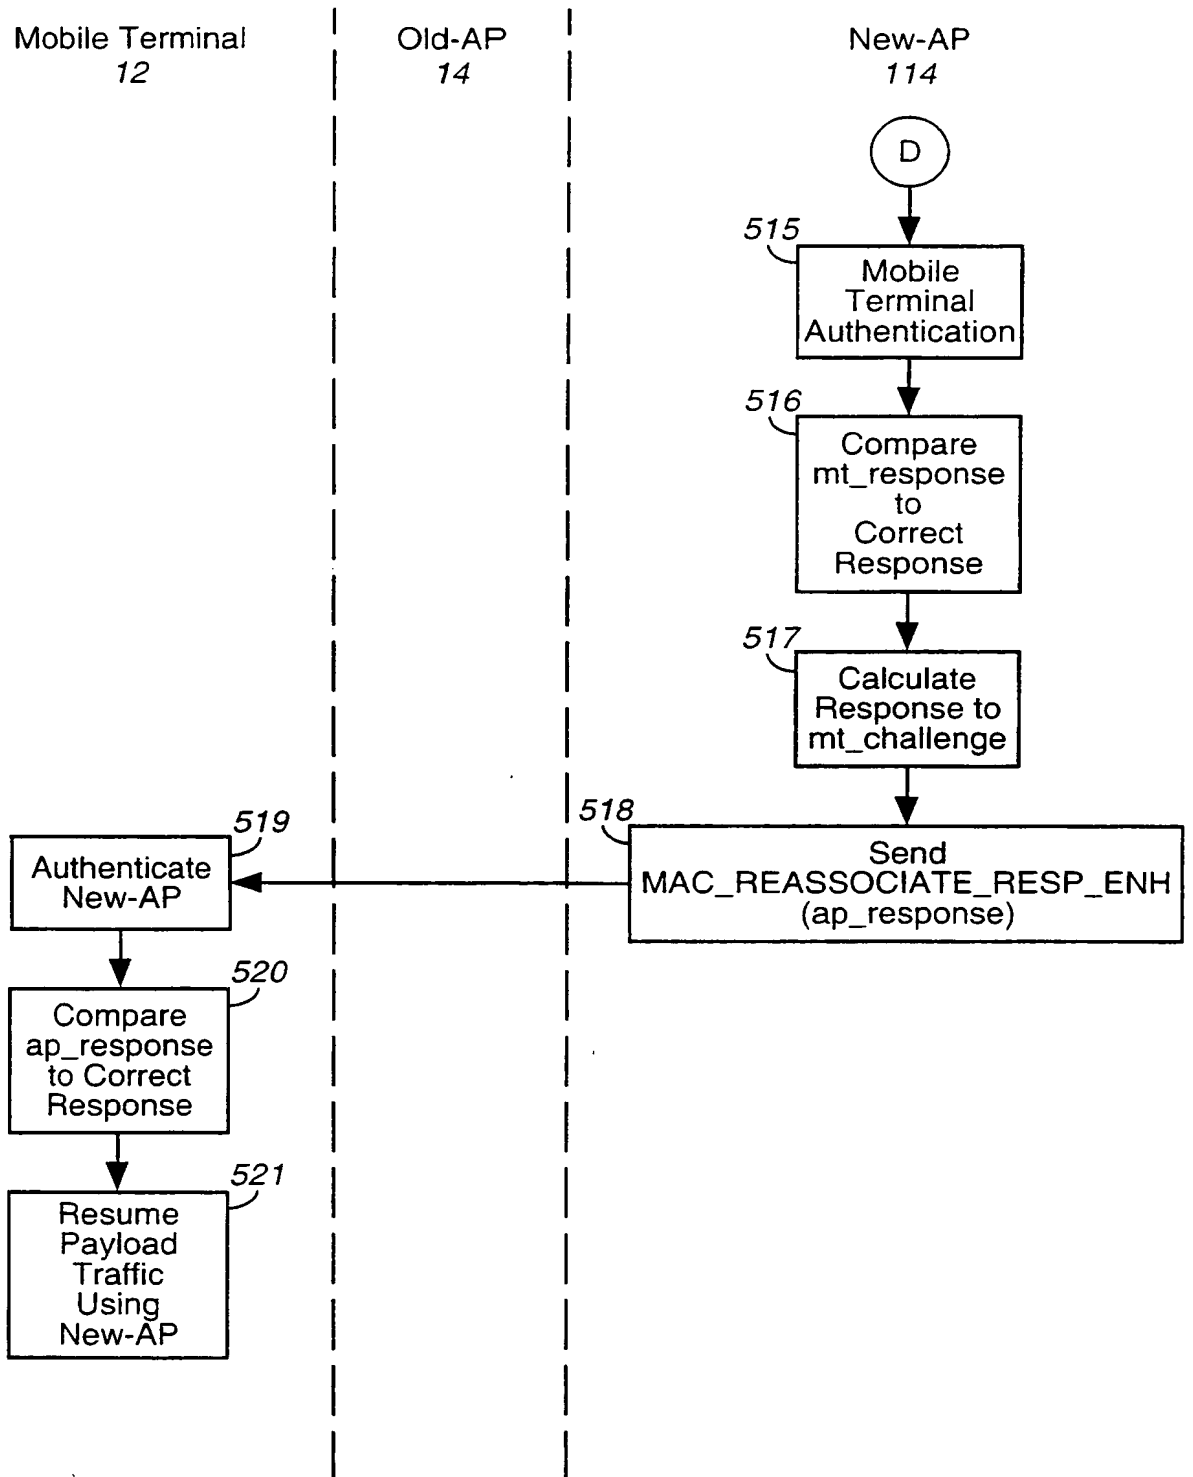 Mobile Terminal
12
Old-AP
14
New-AP
114
D
515
Mobile
Terminal
Authentication
516
Compare
mt_response
to
Correct
Response
517
Calculate
Response to
mt_challenge
518
Send
MAC_REASSOCIATE_RESP_ENH
(ap_response)
519
Authenticate
New-AP
520
Compare
ap_response
to Correct
Response
521
Resume
Payload
Traffic
Using
New-AP